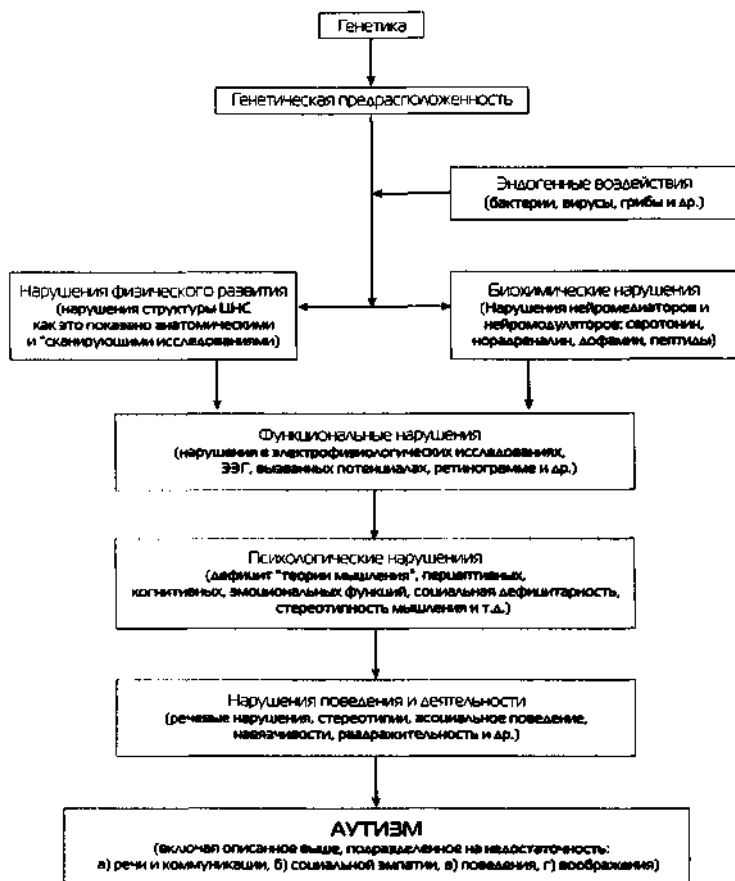 Генетика
Генетическая предрасположенность
Эндогенные воздействия
(бактерии, вирусы, грибы и др.)
Нарушения физического развития
(нарушения структуры ЦНС
как это показано анатомическими
и "сканирующими исследованиями)
Биохимические нарушения
(Нарушения нейромедиаторов и
нейромодуляторов: серотонин,
норадреналин, дофамин, пептиды)
Функциональные нарушения
(нарушения в электрофизиологических исследованиях,
ЭЭГ, вызванных потенциалах, ретинограмме и др.)
Психологические нарушениия
(дефицит "теории мышления", перцептивных,
когнитивных, эмоциональных функций, социальная дефицитарность,
стереотипность мышления и т.д.)
Нарушения поведения и деятельности
(речевые нарушения, стереотипии, асоциальное поведение,
навязчивости, раздражительность и др.)
АУТИЗМ
(включая описанное выше, подразделенное на недостаточность:
а) речи и коммуникации, б) социальной эмпатии, в) поведения, г) воображения)